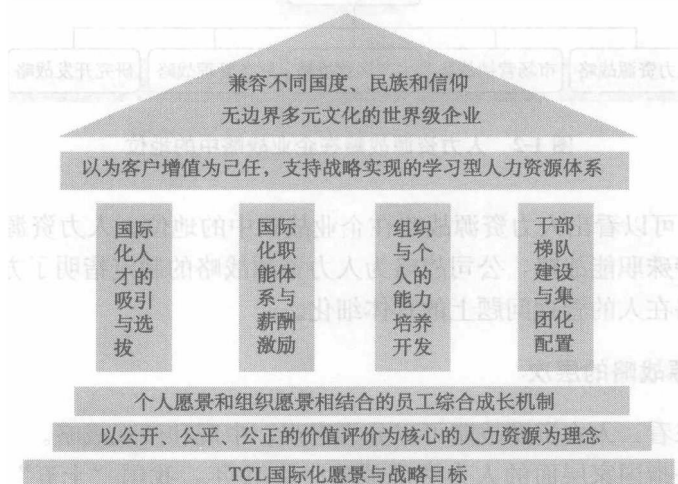 兼容不同国度、民族和信仰
无边界多元文化的世界级企业
以为客户增值为己任，支持战略实现的学习型人力资源体系
国际
化人
才的
吸引
与选
拔
国际
化职
能体
系与
薪酬
激励
组织
与个
人的
能力
培养
开发
干部
梯队
建设
与集
团化
配置
个人愿景和组织愿景相结合的员工综合成长机制
以公开、公平、公正的价值评价为核心的人力资源为理念
TCL国际化愿景与战略目标